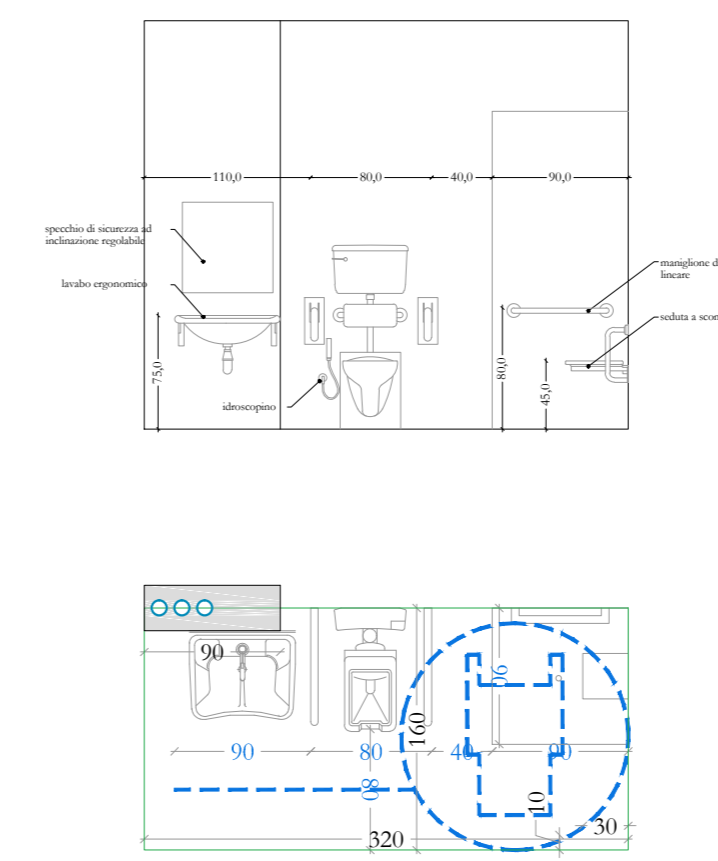 110,0
80,0
40,0
90,0
specchio di sicurezza ad
inclinazione regolabile
lavabo ergonomico
idroscopino
maniglione d
lineare
seduta a scor
75,0
80,0
45,0
90
90
160
90
80
40
90
80
10
30
320